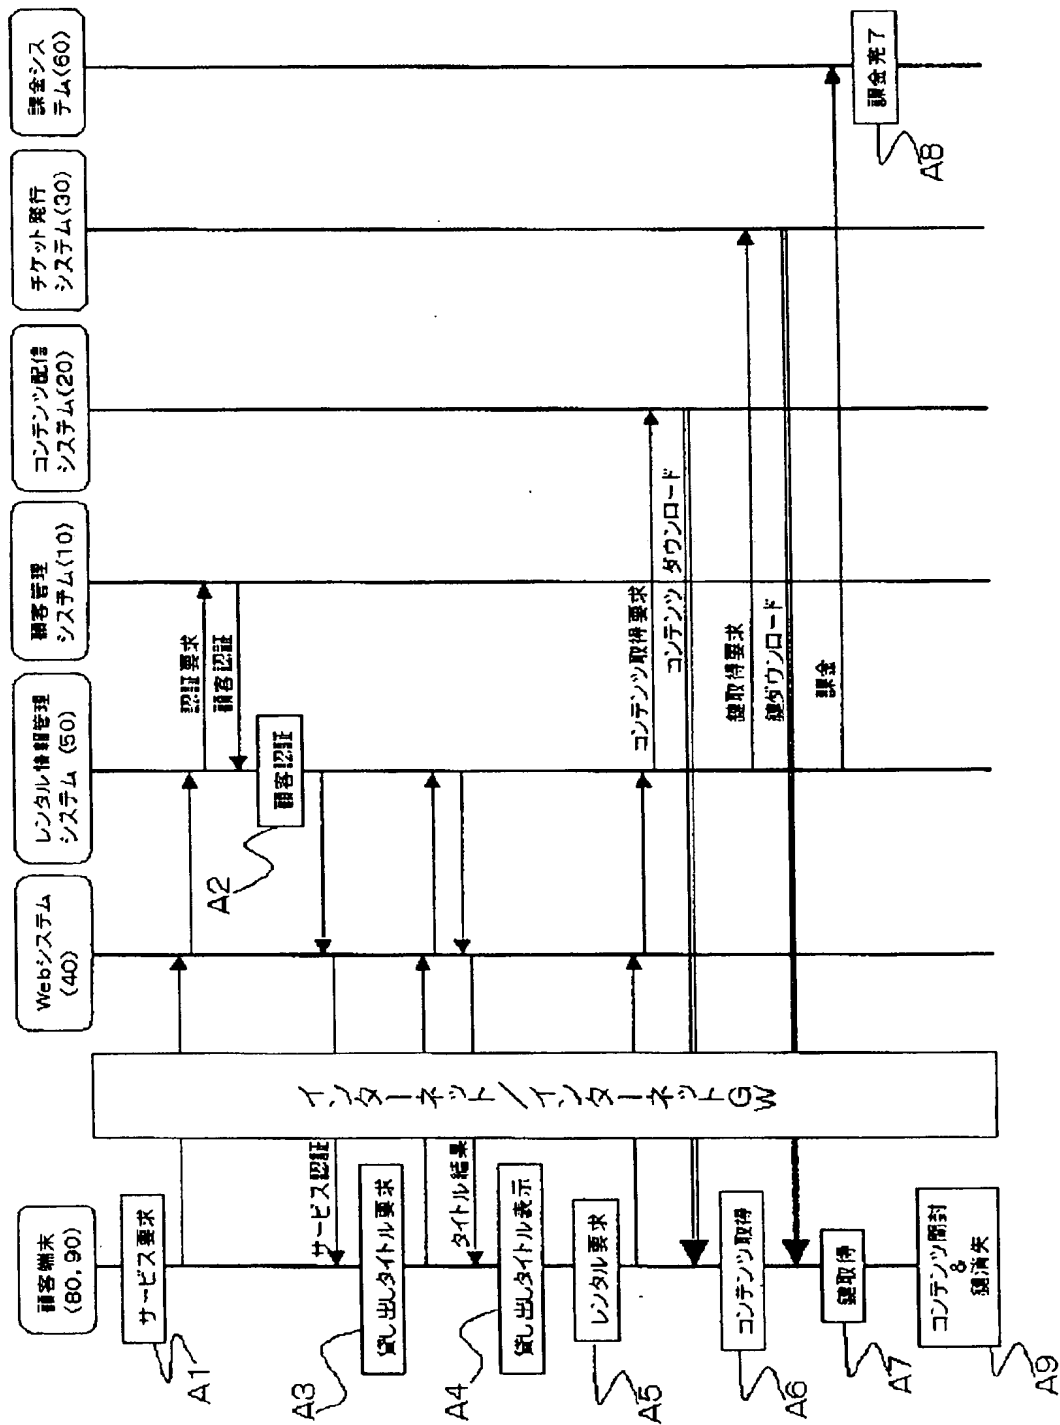 顧客端末
(80, 90)
Webシステム
(40)
レンタル情報管理
システム (50)
顧客管理
システム(10)
コンテンツ配信
システム(20)
チケット発行
システム(30)
課金シス
テム(60)
インターネット/インターネットGW
サービス要求
A1
認証要求
顧客認証
顧客認証
A2
サービス認証
貸し出しタイトル要求
A3
タイトル結果
貸し出しタイトル表示
A4
レンタル要求
A5
コンテンツ取得要求
コンテンツ ダウンロード
コンテンツ取得
A6
鍵取得要求
鍵ダウンロード
鍵取得
A7
課金
課金完了
A8
コンテンツ開封
&
鍵消失
A9